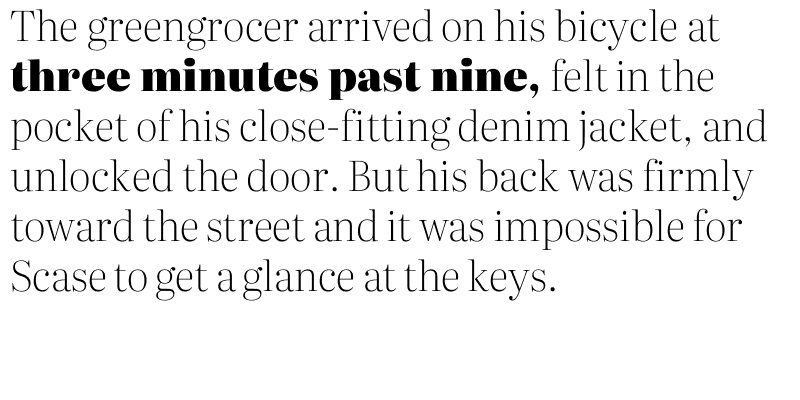 The greengrocer arrived on his bicycle at
three minutes past nine, felt in the
pocket of his close-fitting denim jacket, and
unlocked the door. But his back was firmly
toward the street and it was impossible for
Scase to get a glance at the keys.